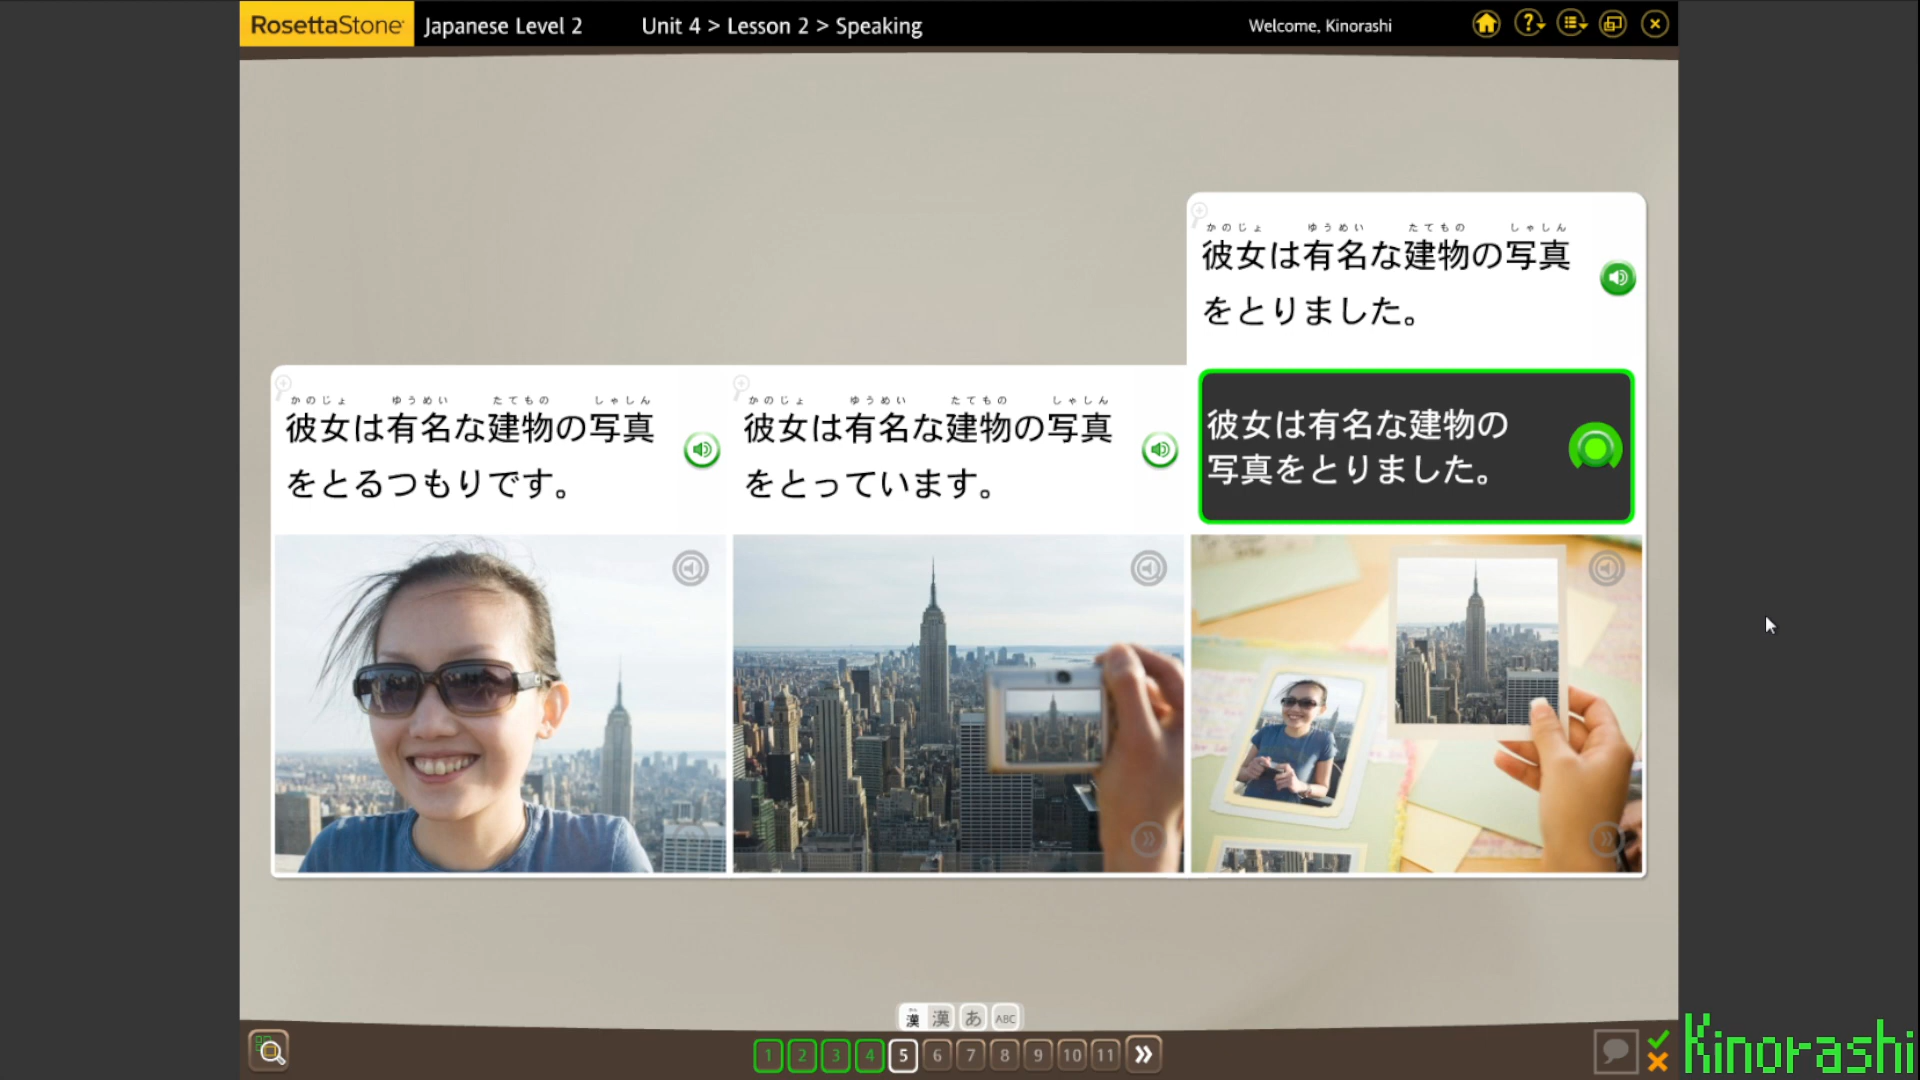 RosettaStone Japanese Level 2 Unit 4 > Lesson 2 > Speaking Welcome, Kinorashi
かのじょ ゆうめい たてもの しゃしん
彼女は有名な建物の写真
をとりました。
かのじょ ゆうめい たてもの しゃしん
彼女は有名な建物の写真
をとるつもりです。
かのじょ ゆうめい たてもの しゃしん
彼女は有名な建物の写真
をとっています。
彼女は有名な建物の
写真をとりました。
漢 漢 あ ABC
1 2 3 4 5 6 7 8 9 10 11
Kinorashi